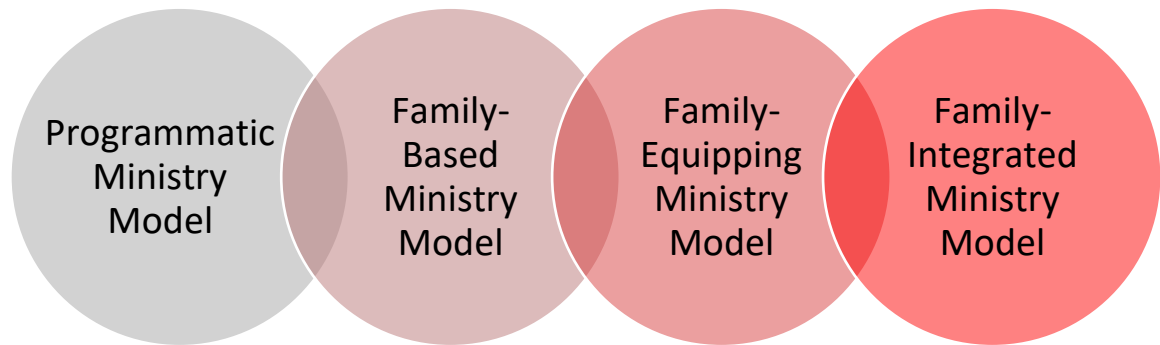 Programmatic
Ministry
Model
Family-
Based
Ministry
Model
Family-
Equipping
Ministry
Model
Family-
Integrated
Ministry
Model